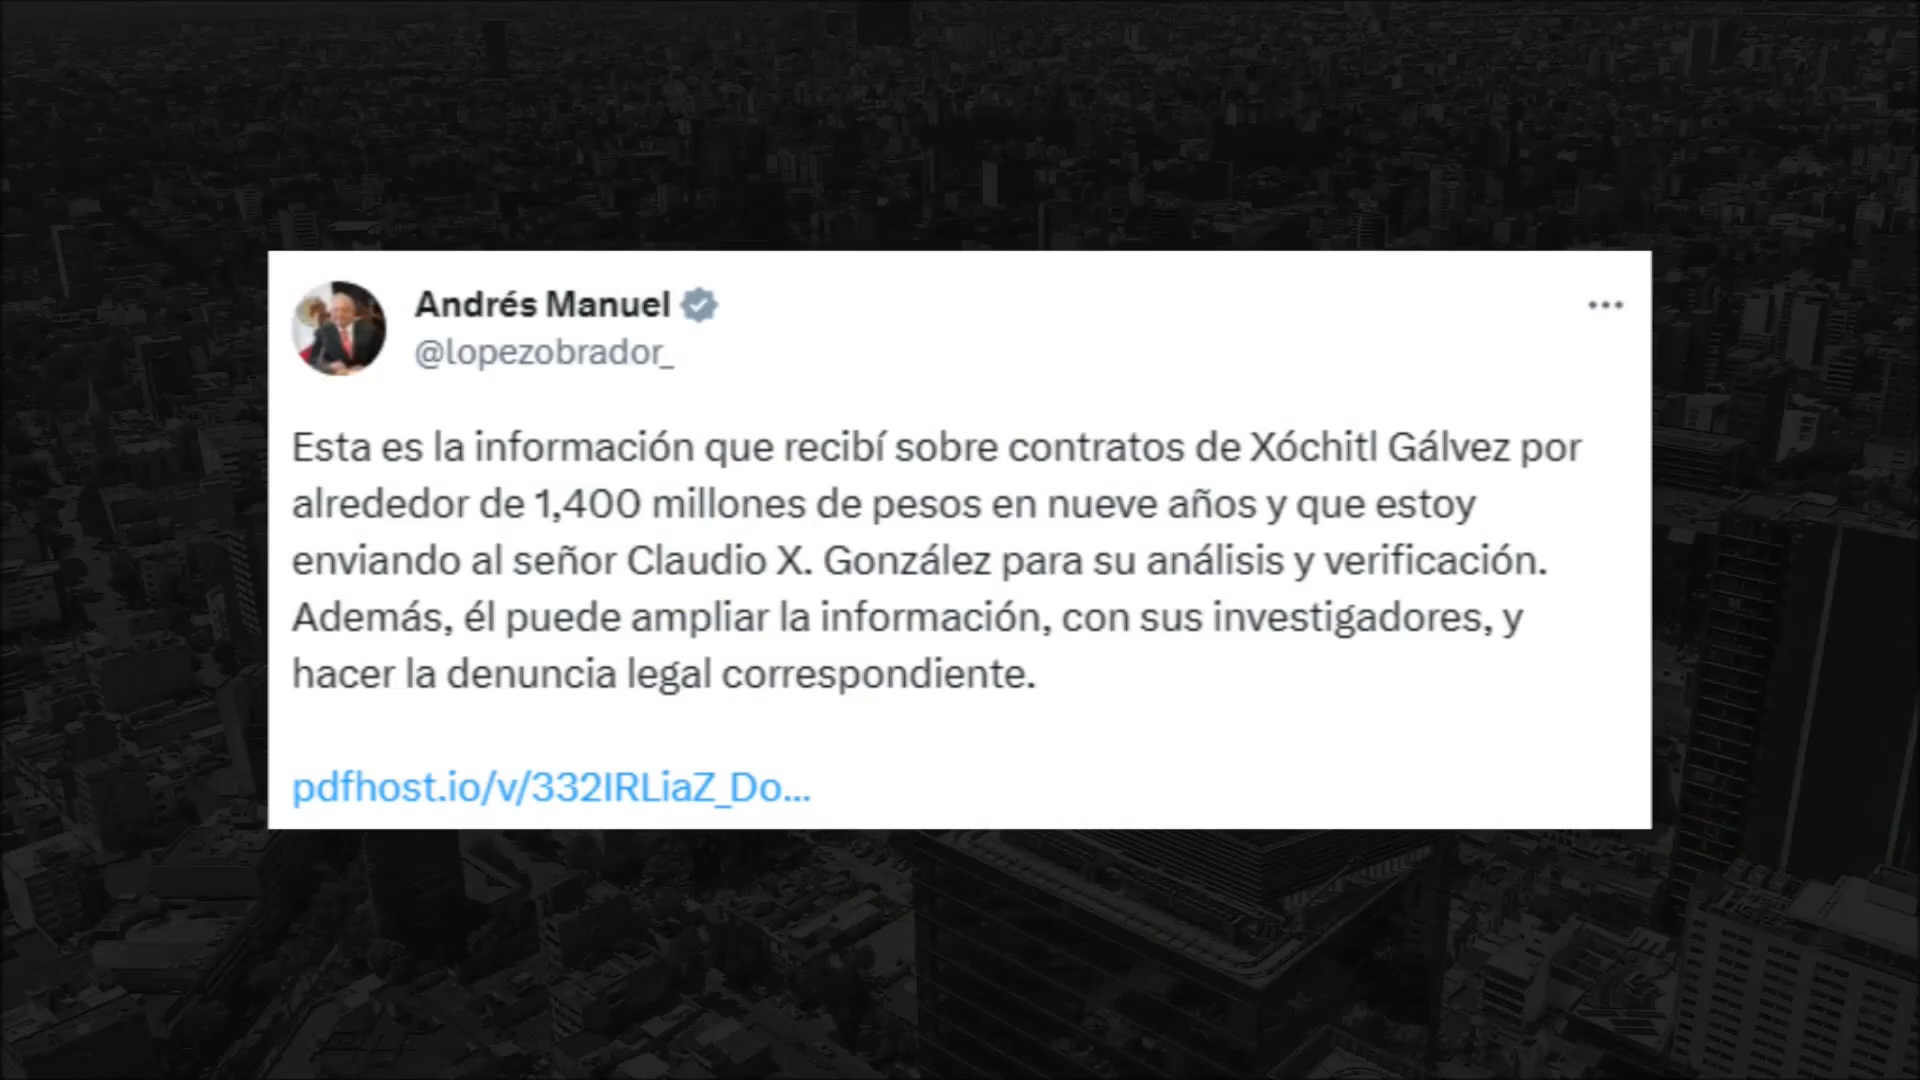 Andrés Manuel
@lopezobrador_
Esta es la información que recibí sobre contratos de Xóchitl Gálvez por
alrededor de 1,400 millones de pesos en nueve años y que estoy
enviando al señor Claudio X. González para su análisis y verificación.
Además, él puede ampliar la información, con sus investigadores, y
hacer la denuncia legal correspondiente.
pdfhost.io/v/332IRLiaZ_Do...